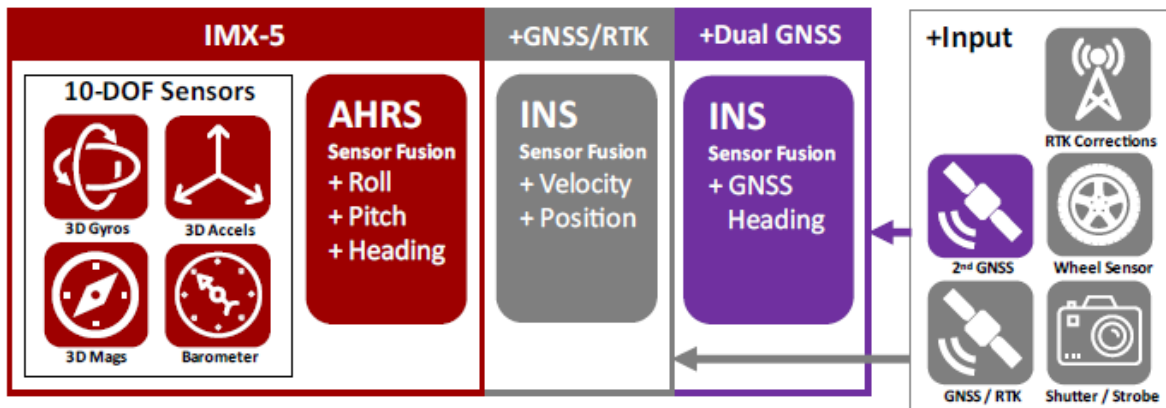 IMX-5
+GNSS/RTK
+Dual GNSS
+Input
10-DOF Sensors
3D Gyros
3D Accels
3D Mags
Barometer
AHRS
Sensor Fusion
+ Roll
+ Pitch
+ Heading
INS
Sensor Fusion
+ Velocity
+ Position
INS
Sensor Fusion
+ GNSS
Heading
RTK Corrections
2nd GNSS
Wheel Sensor
GNSS / RTK
Shutter / Strobe